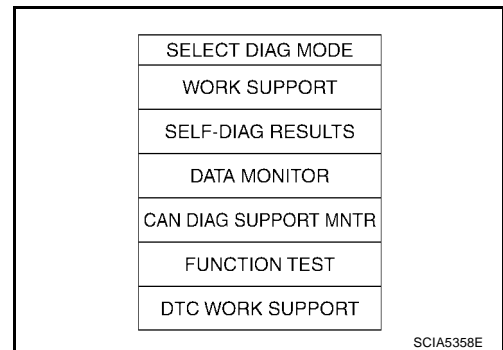 SELECT DIAG MODE
WORK SUPPORT
SELF-DIAG RESULTS
DATA MONITOR
CAN DIAG SUPPORT MNTR
FUNCTION TEST
DTC WORK SUPPORT
SCIA5358E